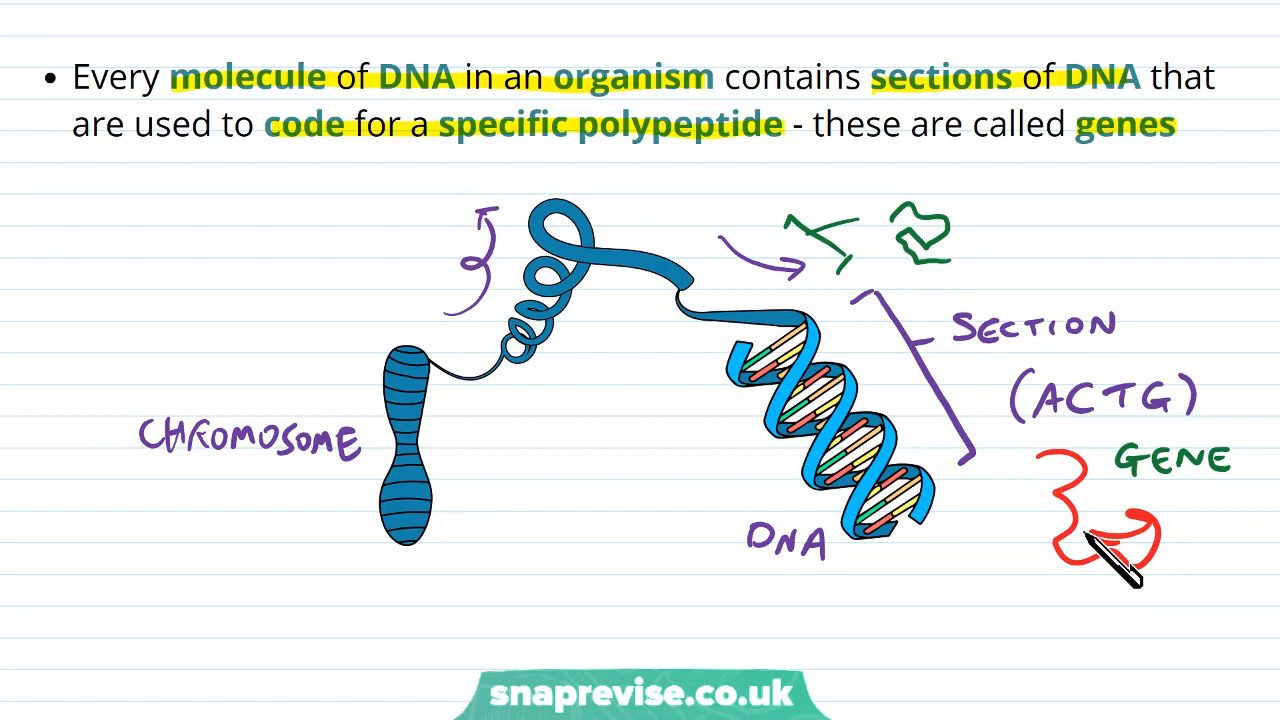 • Every molecule of DNA in an organism contains sections of DNA that
are used to code for a specific polypeptide - these are called genes
SECTION
(ACTG)
GENE
CHROMOSOME
DNA
snaprevise.co.uk